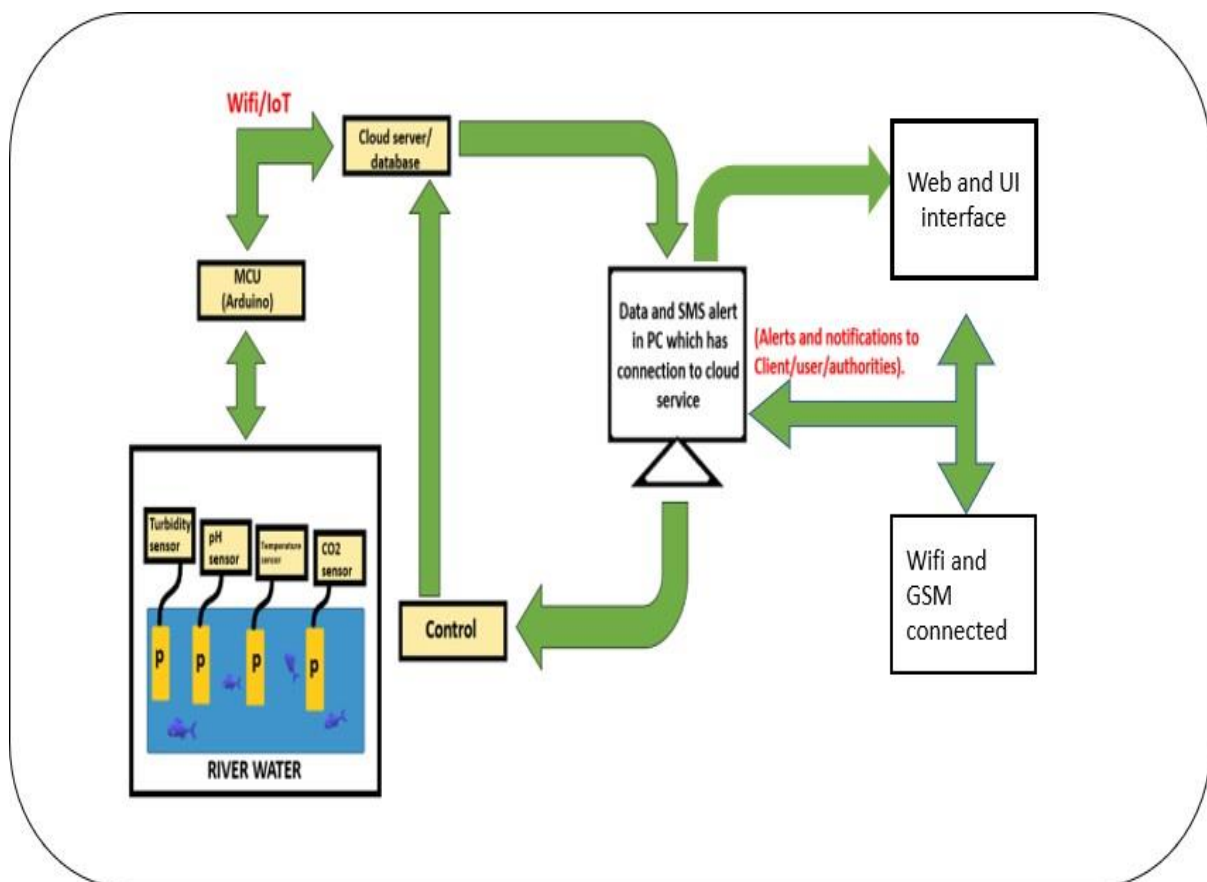 Wifi/IoT
Cloud server/
database
MCU
(Arduino)
Turbidity
sensor
pH
sensor
Temperature
sensor
CO2
sensor
p
p
p
p
RIVER WATER
Control
Data and SMS alert
in PC which has
connection to cloud
service
(Alerts and notifications to
Client/user/authorities).
Web and UI
interface
Wifi and
GSM
connected